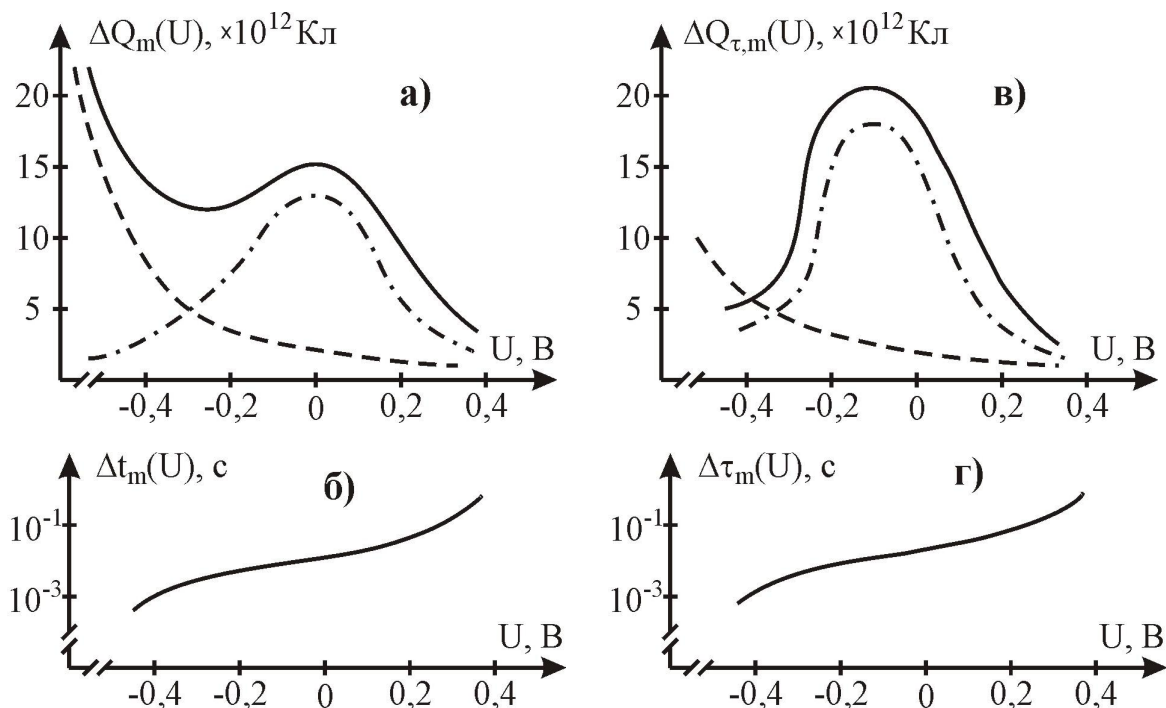 ΔQₘ(U), ×10¹² Кл
а)
20
15
10
5
U, В
-0,4 -0,2 0 0,2 0,4
ΔQτ,ₘ(U), ×10¹² Кл
в)
20
15
10
5
U, В
-0,4 -0,2 0 0,2 0,4
Δtₘ(U), с
б)
10⁻¹
10⁻³
U, В
-0,4 -0,2 0 0,2 0,4
Δτₘ(U), с
г)
10⁻¹
10⁻³
U, В
-0,4 -0,2 0 0,2 0,4